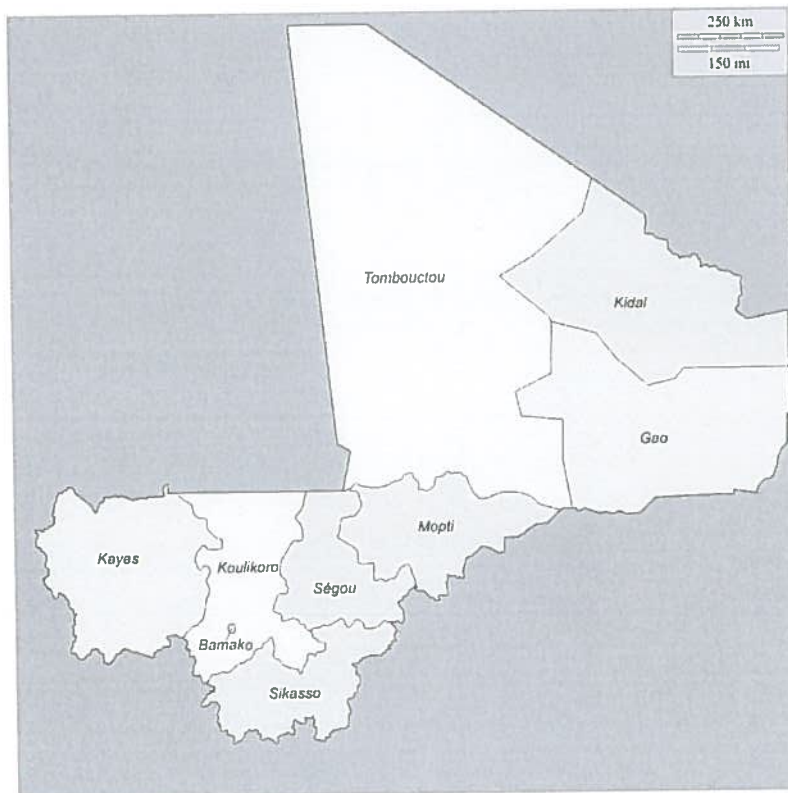 250 km
150 mi
Tombouctou
Kidal
Gao
Mopti
Kayes
Koulikoro
Ségou
Bamako
Sikasso